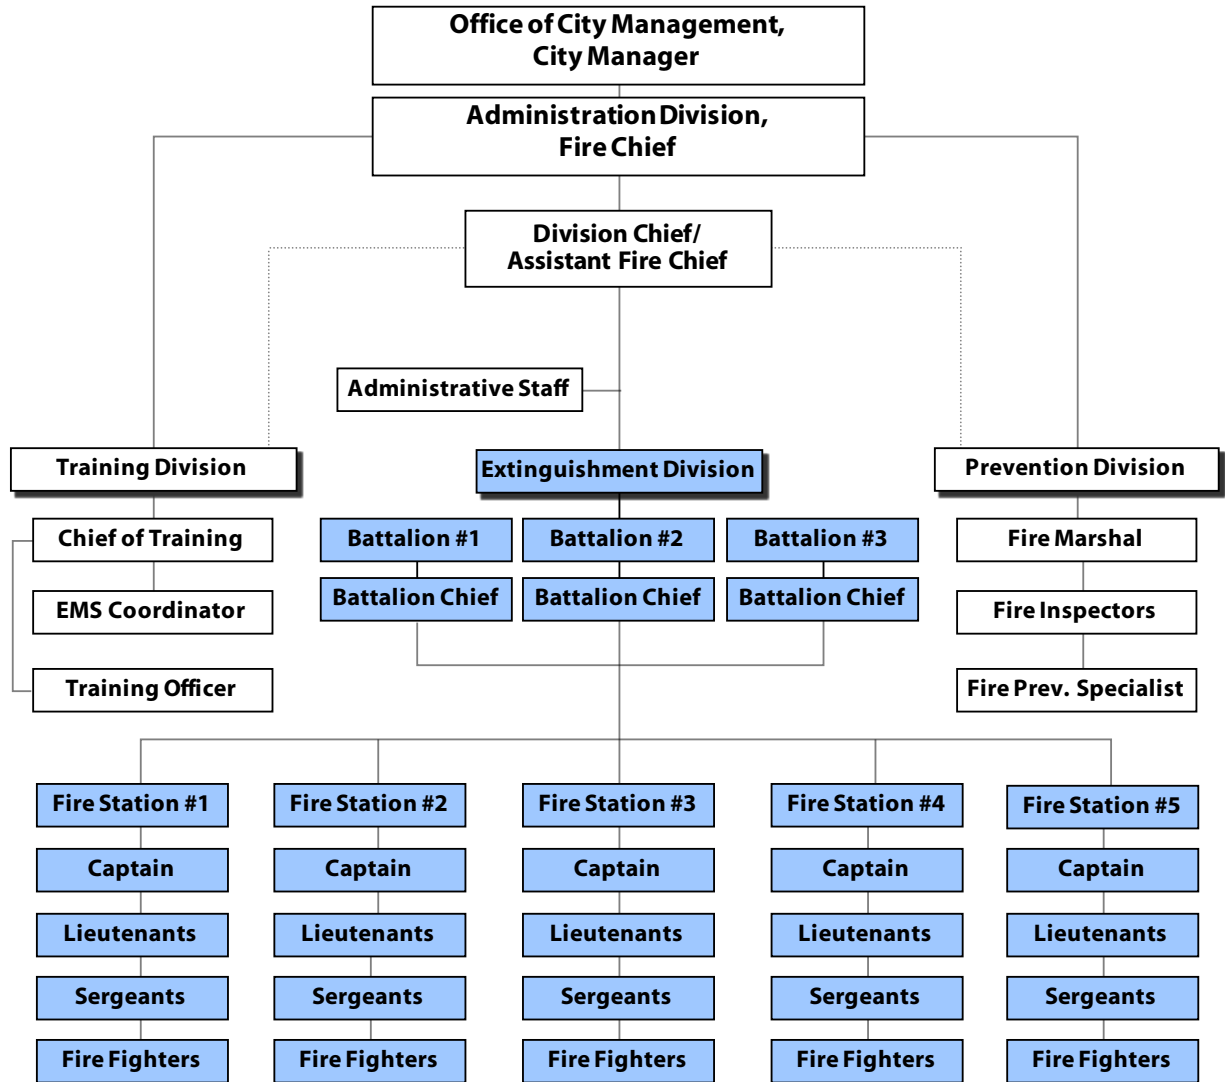 Office of City Management,
City Manager
Administration Division,
Fire Chief
Division Chief/
Assistant Fire Chief
Administrative Staff
Training Division
Extinguishment Division
Prevention Division
Chief of Training
Battalion #1
Battalion #2
Battalion #3
Fire Marshal
EMS Coordinator
Battalion Chief
Battalion Chief
Battalion Chief
Fire Inspectors
Training Officer
Fire Prev. Specialist
Fire Station #1
Fire Station #2
Fire Station #3
Fire Station #4
Fire Station #5
Captain
Captain
Captain
Captain
Captain
Lieutenants
Lieutenants
Lieutenants
Lieutenants
Lieutenants
Sergeants
Sergeants
Sergeants
Sergeants
Sergeants
Fire Fighters
Fire Fighters
Fire Fighters
Fire Fighters
Fire Fighters